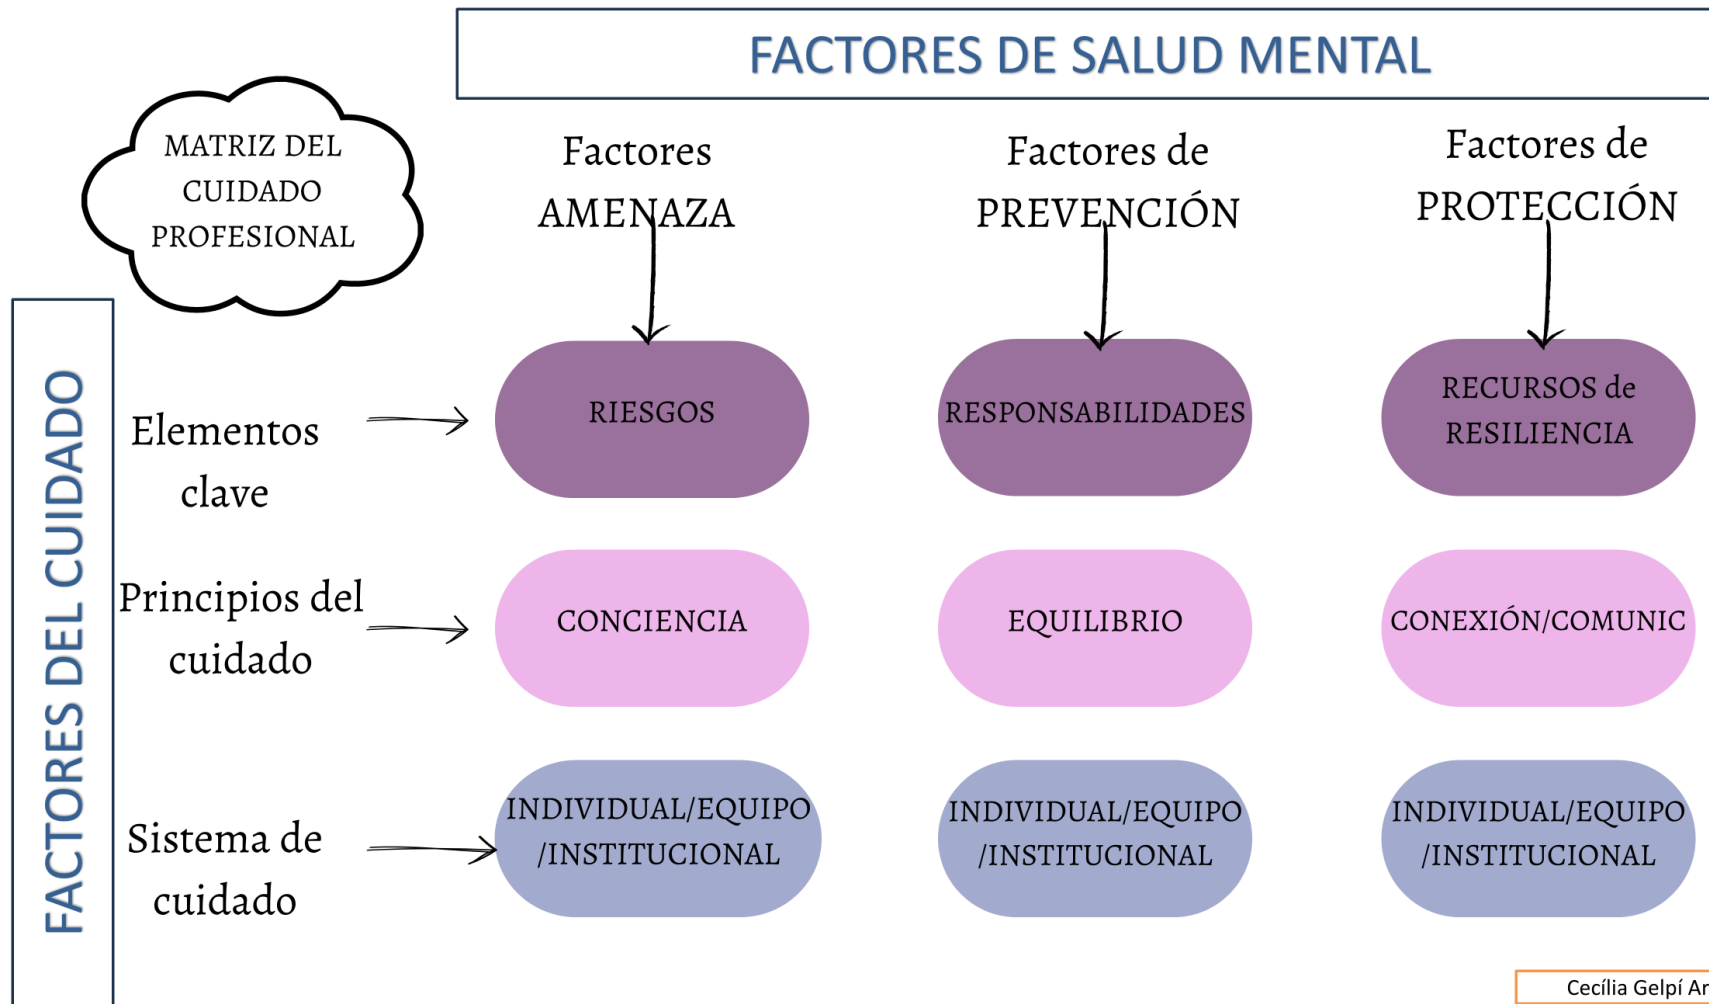 FACTORES DE SALUD MENTAL
MATRIZ DEL
CUIDADO
PROFESIONAL
Factores
AMENAZA
Factores de
PREVENCIÓN
Factores de
PROTECCIÓN
FACTORES DEL CUIDADO
Elementos
clave
RIESGOS
RESPONSABILIDADES
RECURSOS de
RESILIENCIA
Principios del
cuidado
CONCIENCIA
EQUILIBRIO
CONEXIÓN/COMUNIC
Sistema de
cuidado
INDIVIDUAL/EQUIPO
/INSTITUCIONAL
INDIVIDUAL/EQUIPO
/INSTITUCIONAL
INDIVIDUAL/EQUIPO
/INSTITUCIONAL
Cecília Gelpí